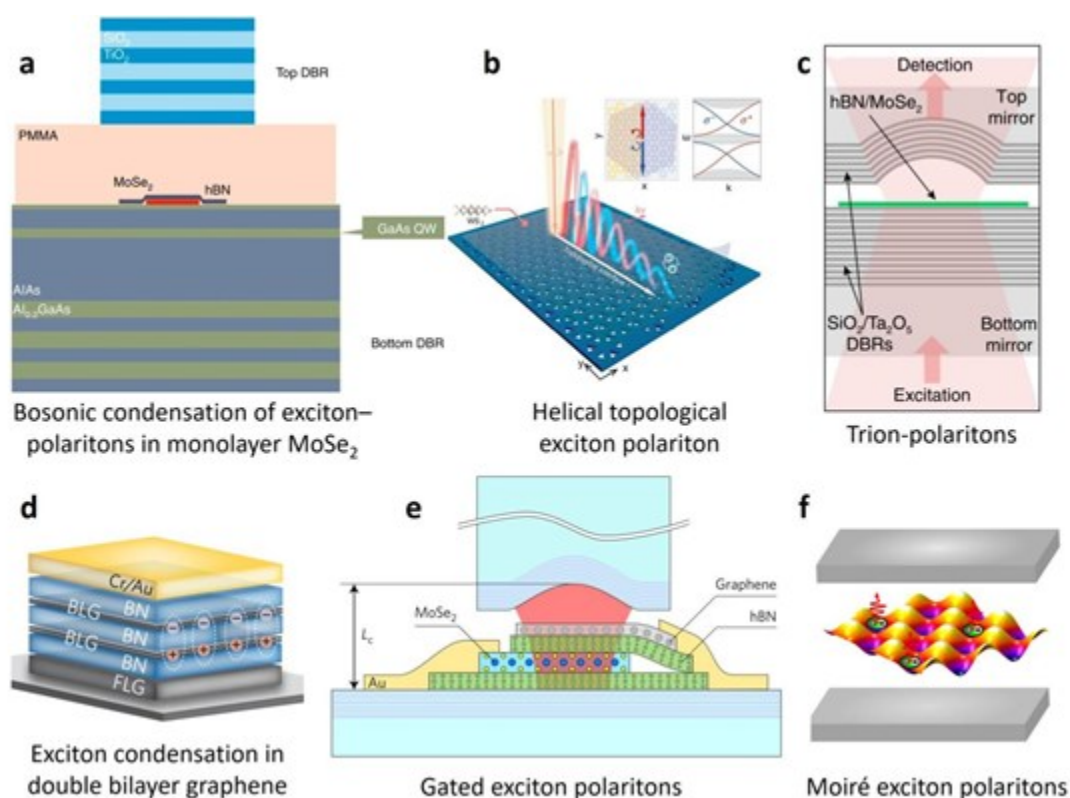 a
SiO₂
TiO₂
Top DBR
PMMA
MoSe₂
hBN
GaAs QW
AlAs
Al₀.₂GaAs
Bottom DBR
Bosonic condensation of exciton–
polaritons in monolayer MoSe₂
b
y
x
ω
σ⁻
σ⁺
k
WS₂
y
x
Helical topological
exciton polariton
c
Detection
hBN/MoSe₂
Top
mirror
SiO₂/Ta₂O₅
DBRs
Bottom
mirror
Excitation
Trion-polaritons
d
Cr/Au
BN
BLG
BN
BLG
BN
FLG
Exciton condensation in
double bilayer graphene
e
Graphene
MoSe₂
hBN
L꜀
Au
Gated exciton polaritons
f
Moiré exciton polaritons